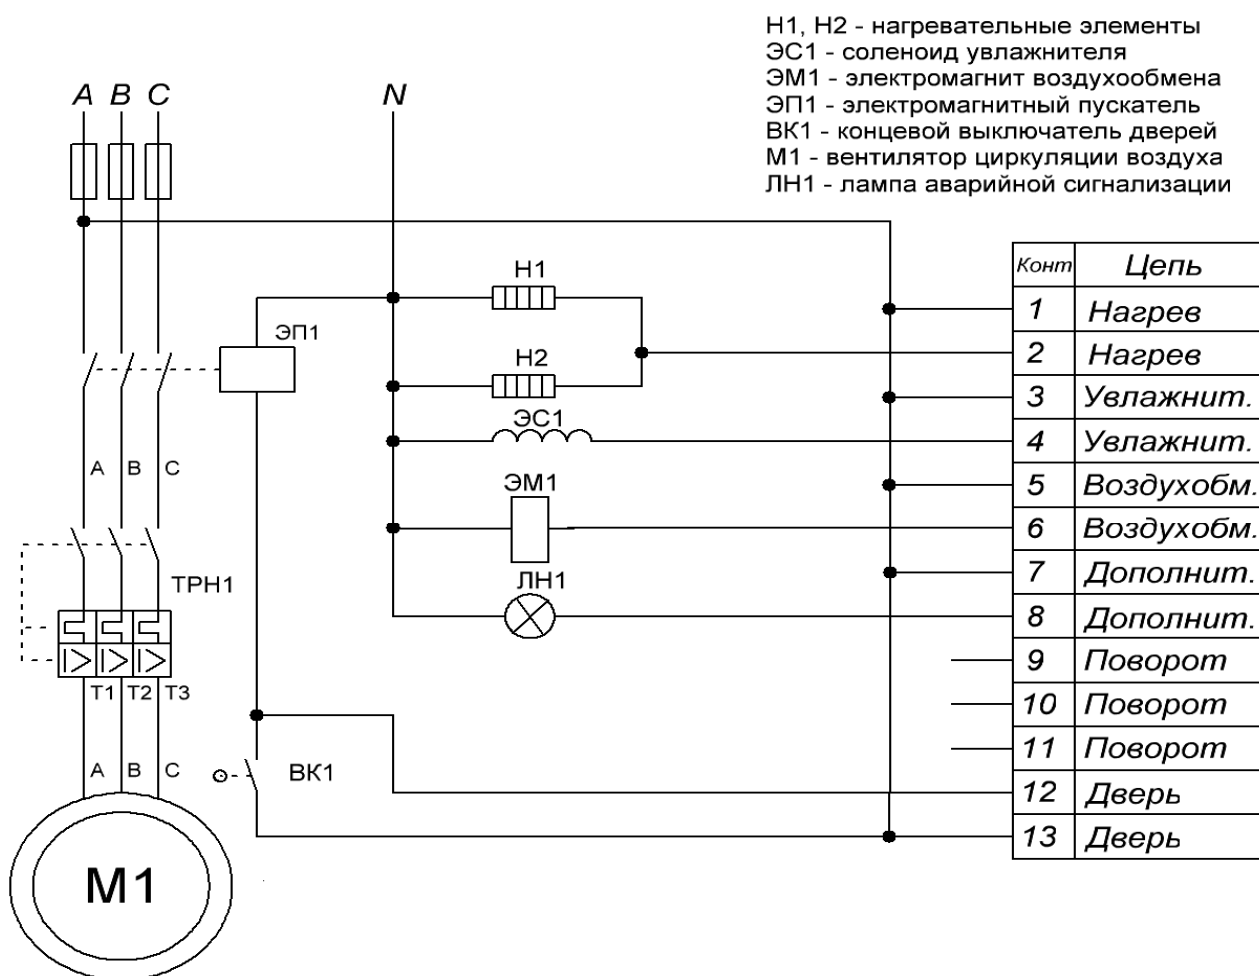 Н1, Н2 - нагревательные элементы
ЭС1 - соленоид увлажнителя
ЭМ1 - электромагнит воздухообмена
ЭП1 - электромагнитный пускатель
ВК1 - концевой выключатель дверей
М1 - вентилятор циркуляции воздуха
ЛН1 - лампа аварийной сигнализации
A B C N
Конт Цепь
1 Нагрев
2 Нагрев
3 Увлажнит.
4 Увлажнит.
5 Воздухобм.
6 Воздухобм.
7 Дополнит.
8 Дополнит.
9 Поворот
10 Поворот
11 Поворот
12 Дверь
13 Дверь
Н1
ЭП1
Н2
ЭС1
A B C
ЭМ1
ЛН1
ТРН1
Т1 Т2 Т3
A B C
ВК1
М1